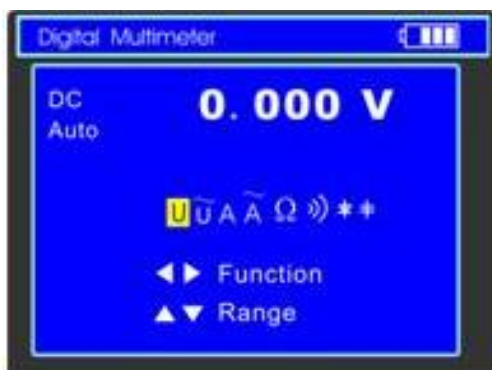 Digital Multimeter
DC 0.000 V
Auto
U Ũ A Ã Ω
Function
Range